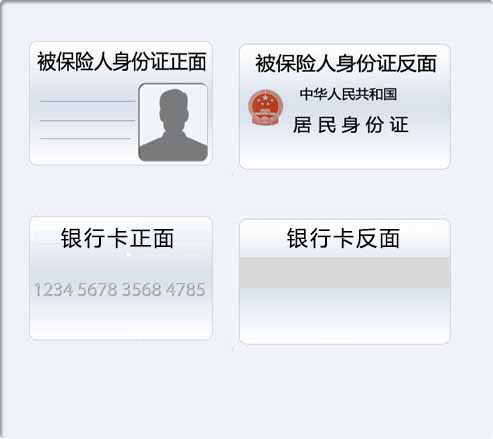 被保险人身份证正面
被保险人身份证反面
中华人民共和国
居民身份证
银行卡正面
1234 5678 3568 4785
银行卡反面